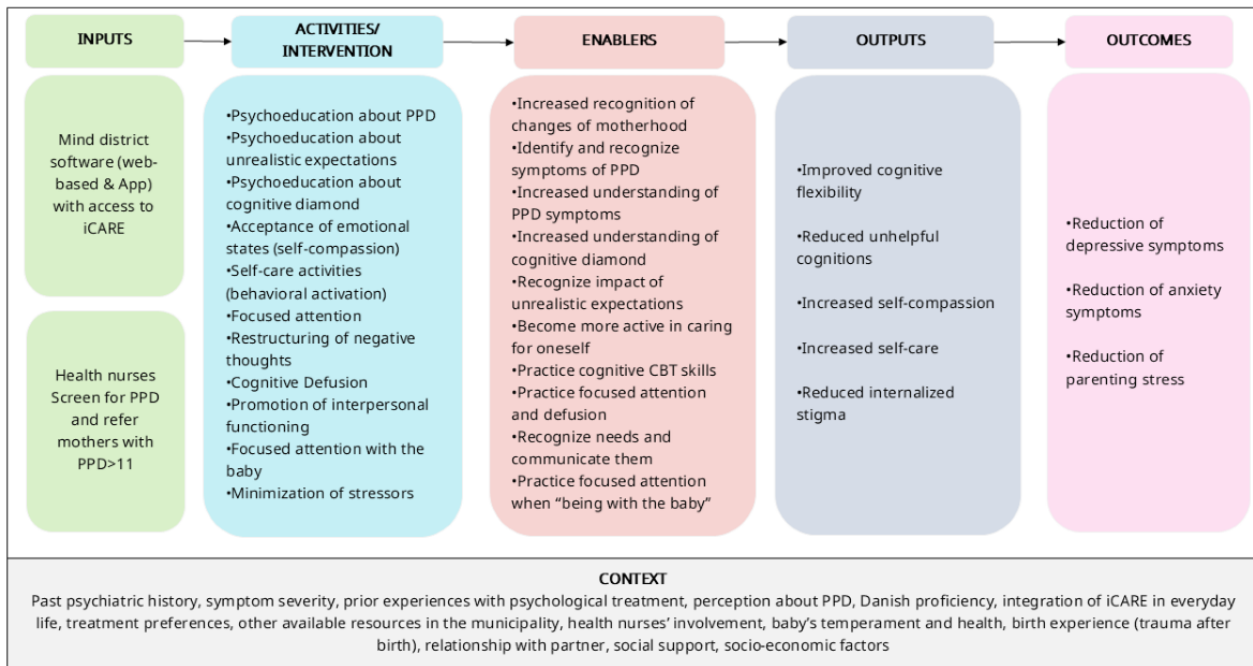 INPUTS
ACTIVITIES/
INTERVENTION
ENABLERS
OUTPUTS
OUTCOMES
Mind district
software (web-
based & App)
with access to
iCARE
Health nurses
Screen for PPD
and refer
mothers with
PPD>11
•Psychoeducation about PPD
•Psychoeducation about
unrealistic expectations
•Psychoeducation about
cognitive diamond
•Acceptance of emotional
states (self-compassion)
•Self-care activities
(behavioral activation)
•Focused attention
•Restructuring of negative
thoughts
•Cognitive Defusion
•Promotion of interpersonal
functioning
•Focused attention with the
baby
•Minimization of stressors
•Increased recognition of
changes of motherhood
•Identify and recognize
symptoms of PPD
•Increased understanding of
PPD symptoms
•Increased understanding of
cognitive diamond
•Recognize impact of
unrealistic expectations
•Become more active in caring
for oneself
•Practice cognitive CBT skills
•Practice focused attention
and defusion
•Recognize needs and
communicate them
•Practice focused attention
when “being with the baby”
•Improved cognitive
flexibility
•Reduced unhelpful
cognitions
•Increased self-compassion
•Increased self-care
•Reduced internalized
stigma
•Reduction of
depressive symptoms
•Reduction of anxiety
symptoms
•Reduction of
parenting stress
CONTEXT
Past psychiatric history, symptom severity, prior experiences with psychological treatment, perception about PPD, Danish proficiency, integration of iCARE in everyday
life, treatment preferences, other available resources in the municipality, health nurses’ involvement, baby’s temperament and health, birth experience (trauma after
birth), relationship with partner, social support, socio-economic factors